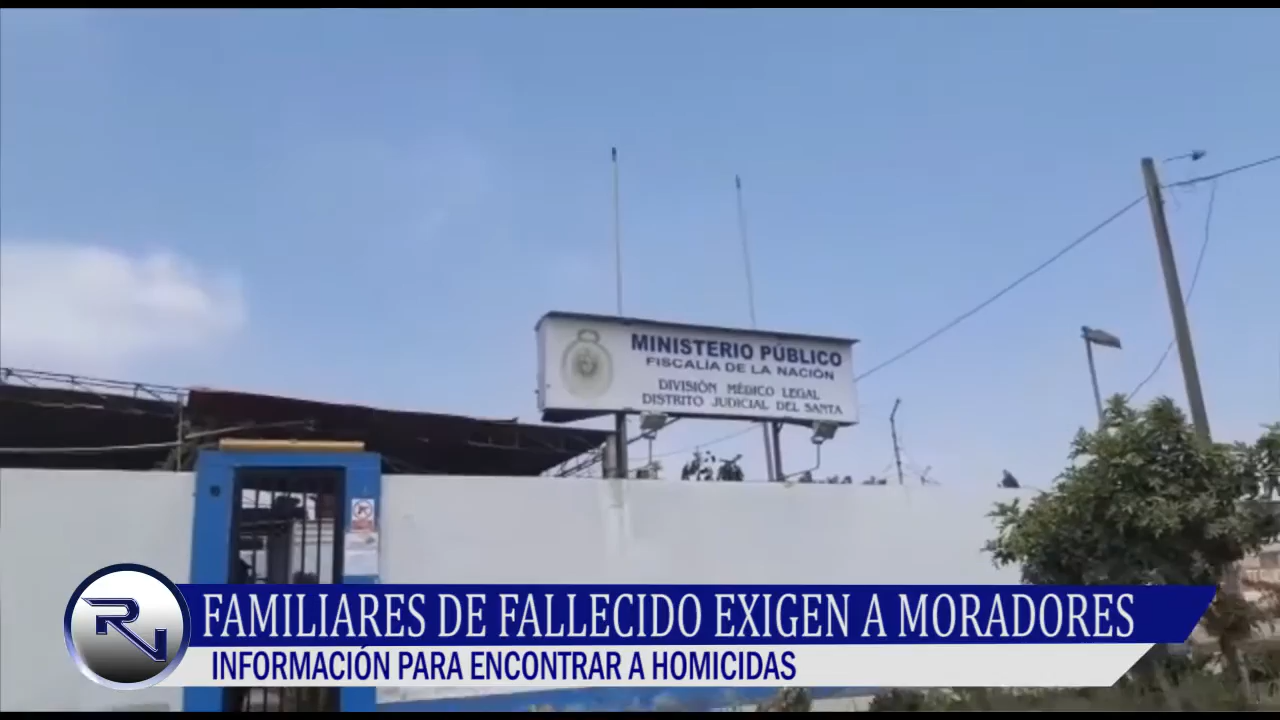 MINISTERIO PÚBLICO
FISCALÍA DE LA NACIÓN
DIVISIÓN MÉDICO LEGAL
DISTRITO JUDICIAL DEL SANTA
RN
FAMILIARES DE FALLECIDO EXIGEN A MORADORES
INFORMACIÓN PARA ENCONTRAR A HOMICIDAS